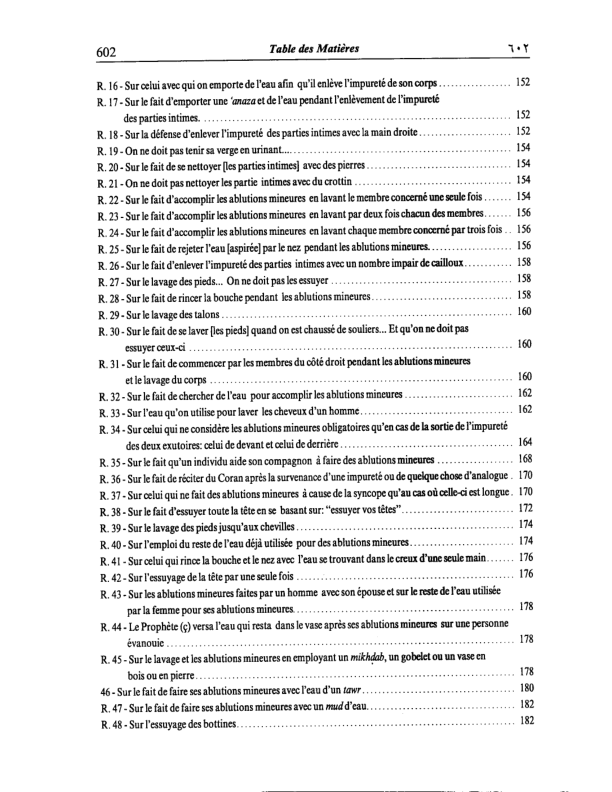 602 Table des Matières ٦٠٢
R. 16 - Sur celui avec qui on emporte de l'eau afin qu'il enlève l'impureté de son corps .................. 152
R. 17 - Sur le fait d'emporter une 'anaza et de l'eau pendant l'enlèvement de l'impureté
des parties intimes. .................. 152
R. 18 - Sur la défense d'enlever l'impureté des parties intimes avec la main droite .................. 152
R. 19 - On ne doit pas tenir sa verge en urinant.... .................. 154
R. 20 - Sur le fait de se nettoyer [les parties intimes] avec des pierres .................. 154
R. 21 - On ne doit pas nettoyer les partie intimes avec du crottin .................. 154
R. 22 - Sur le fait d'accomplir les ablutions mineures en lavant le membre concerné une seule fois ....... 154
R. 23 - Sur le fait d'accomplir les ablutions mineures en lavant par deux fois chacun des membres....... 156
R. 24 - Sur le fait d'accomplir les ablutions mineures en lavant chaque membre concerné par trois fois .. 156
R. 25 - Sur le fait de rejeter l'eau [aspirée] par le nez pendant les ablutions mineures. .................. 156
R. 26 - Sur le fait d'enlever l'impureté des parties intimes avec un nombre impair de cailloux............ 158
R. 27 - Sur le lavage des pieds... On ne doit pas les essuyer .................. 158
R. 28 - Sur le fait de rincer la bouche pendant les ablutions mineures .................. 158
R. 29 - Sur le lavage des talons .................. 160
R. 30 - Sur le fait de se laver [les pieds] quand on est chaussé de souliers... Et qu'on ne doit pas
essuyer ceux-ci .................. 160
R. 31 - Sur le fait de commencer par les membres du côté droit pendant les ablutions mineures
et le lavage du corps .................. 160
R. 32 - Sur le fait de chercher de l'eau pour accomplir les ablutions mineures .................. 162
R. 33 - Sur l'eau qu'on utilise pour laver les cheveux d'un homme .................. 162
R. 34 - Sur celui qui ne considère les ablutions mineures obligatoires qu'en cas de la sortie de l'impureté
des deux exutoires: celui de devant et celui de derrière .................. 164
R. 35 - Sur le fait qu'un individu aide son compagnon à faire des ablutions mineures .................. 168
R. 36 - Sur le fait de réciter du Coran après la survenance d'une impureté ou de quelque chose d'analogue . 170
R. 37 - Sur celui qui ne fait des ablutions mineures à cause de la syncope qu'au cas où celle-ci est longue . 170
R. 38 - Sur le fait d'essuyer toute la tête en se basant sur: "essuyer vos têtes" .................. 172
R. 39 - Sur le lavage des pieds jusqu'aux chevilles .................. 174
R. 40 - Sur l'emploi du reste de l'eau déjà utilisée pour des ablutions mineures .................. 174
R. 41 - Sur celui qui rince la bouche et le nez avec l'eau se trouvant dans le creux d'une seule main ....... 176
R. 42 - Sur l'essuyage de la tête par une seule fois .................. 176
R. 43 - Sur les ablutions mineures faites par un homme avec son épouse et sur le reste de l'eau utilisée
par la femme pour ses ablutions mineures. .................. 178
R. 44 - Le Prophète (ç) versa l'eau qui resta dans le vase après ses ablutions mineures sur une personne
évanouie .................. 178
R. 45 - Sur le lavage et les ablutions mineures en employant un mikhḍab, un gobelet ou un vase en
bois ou en pierre .................. 178
46 - Sur le fait de faire ses ablutions mineures avec l'eau d'un tawr .................. 180
R. 47 - Sur le fait de faire ses ablutions mineures avec un mud d'eau. .................. 182
R. 48 - Sur l'essuyage des bottines .................. 182